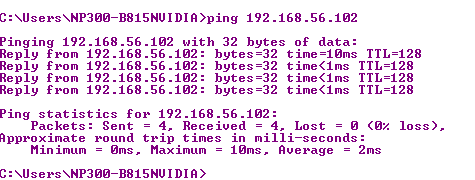 C:\Users\NP300-B815NVIDIA>ping 192.168.56.102
Pinging 192.168.56.102 with 32 bytes of data:
Reply from 192.168.56.102: bytes=32 time=10ms TTL=128
Reply from 192.168.56.102: bytes=32 time<1ms TTL=128
Reply from 192.168.56.102: bytes=32 time<1ms TTL=128
Reply from 192.168.56.102: bytes=32 time<1ms TTL=128
Ping statistics for 192.168.56.102:
    Packets: Sent = 4, Received = 4, Lost = 0 (0% loss),
Approximate round trip times in milli-seconds:
    Minimum = 0ms, Maximum = 10ms, Average = 2ms
C:\Users\NP300-B815NVIDIA>